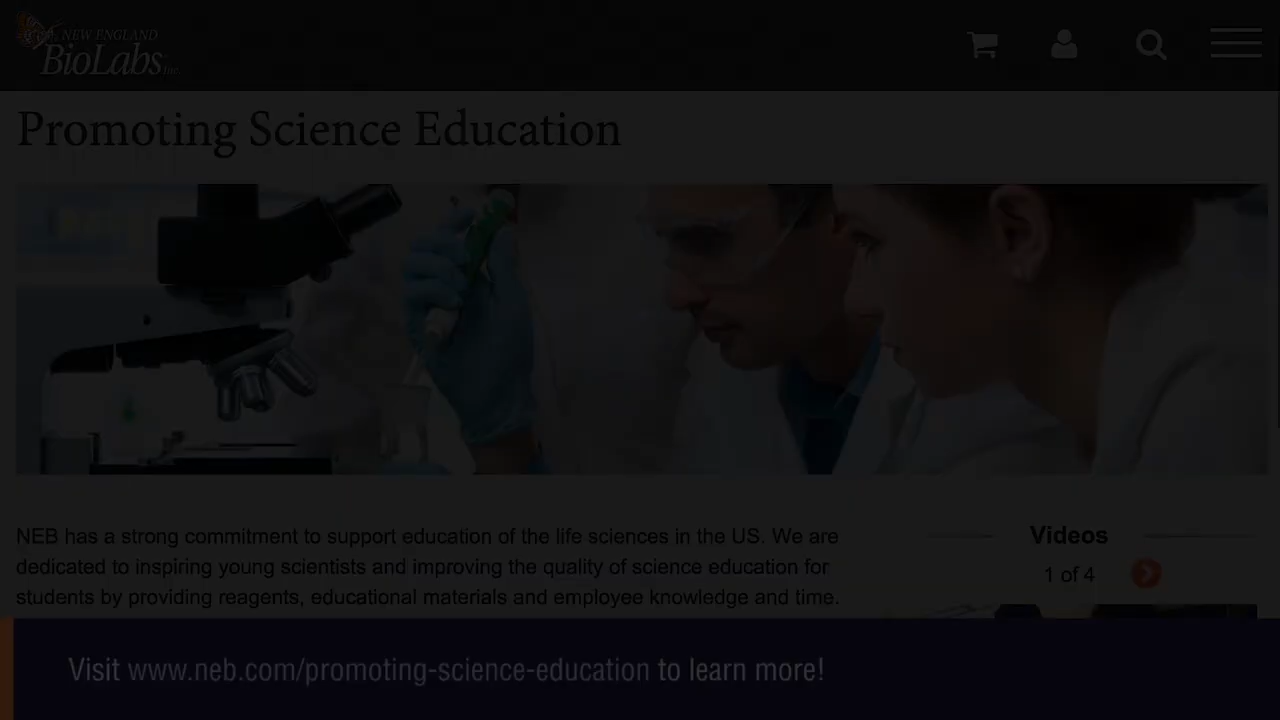 NEW ENGLAND
BioLabs Inc.
Promoting Science Education
NEB has a strong commitment to support education of the life sciences in the US. We are
dedicated to inspiring young scientists and improving the quality of science education for
students by providing reagents, educational materials and employee knowledge and time.
Videos
1 of 4
Visit www.neb.com/promoting-science-education to learn more!